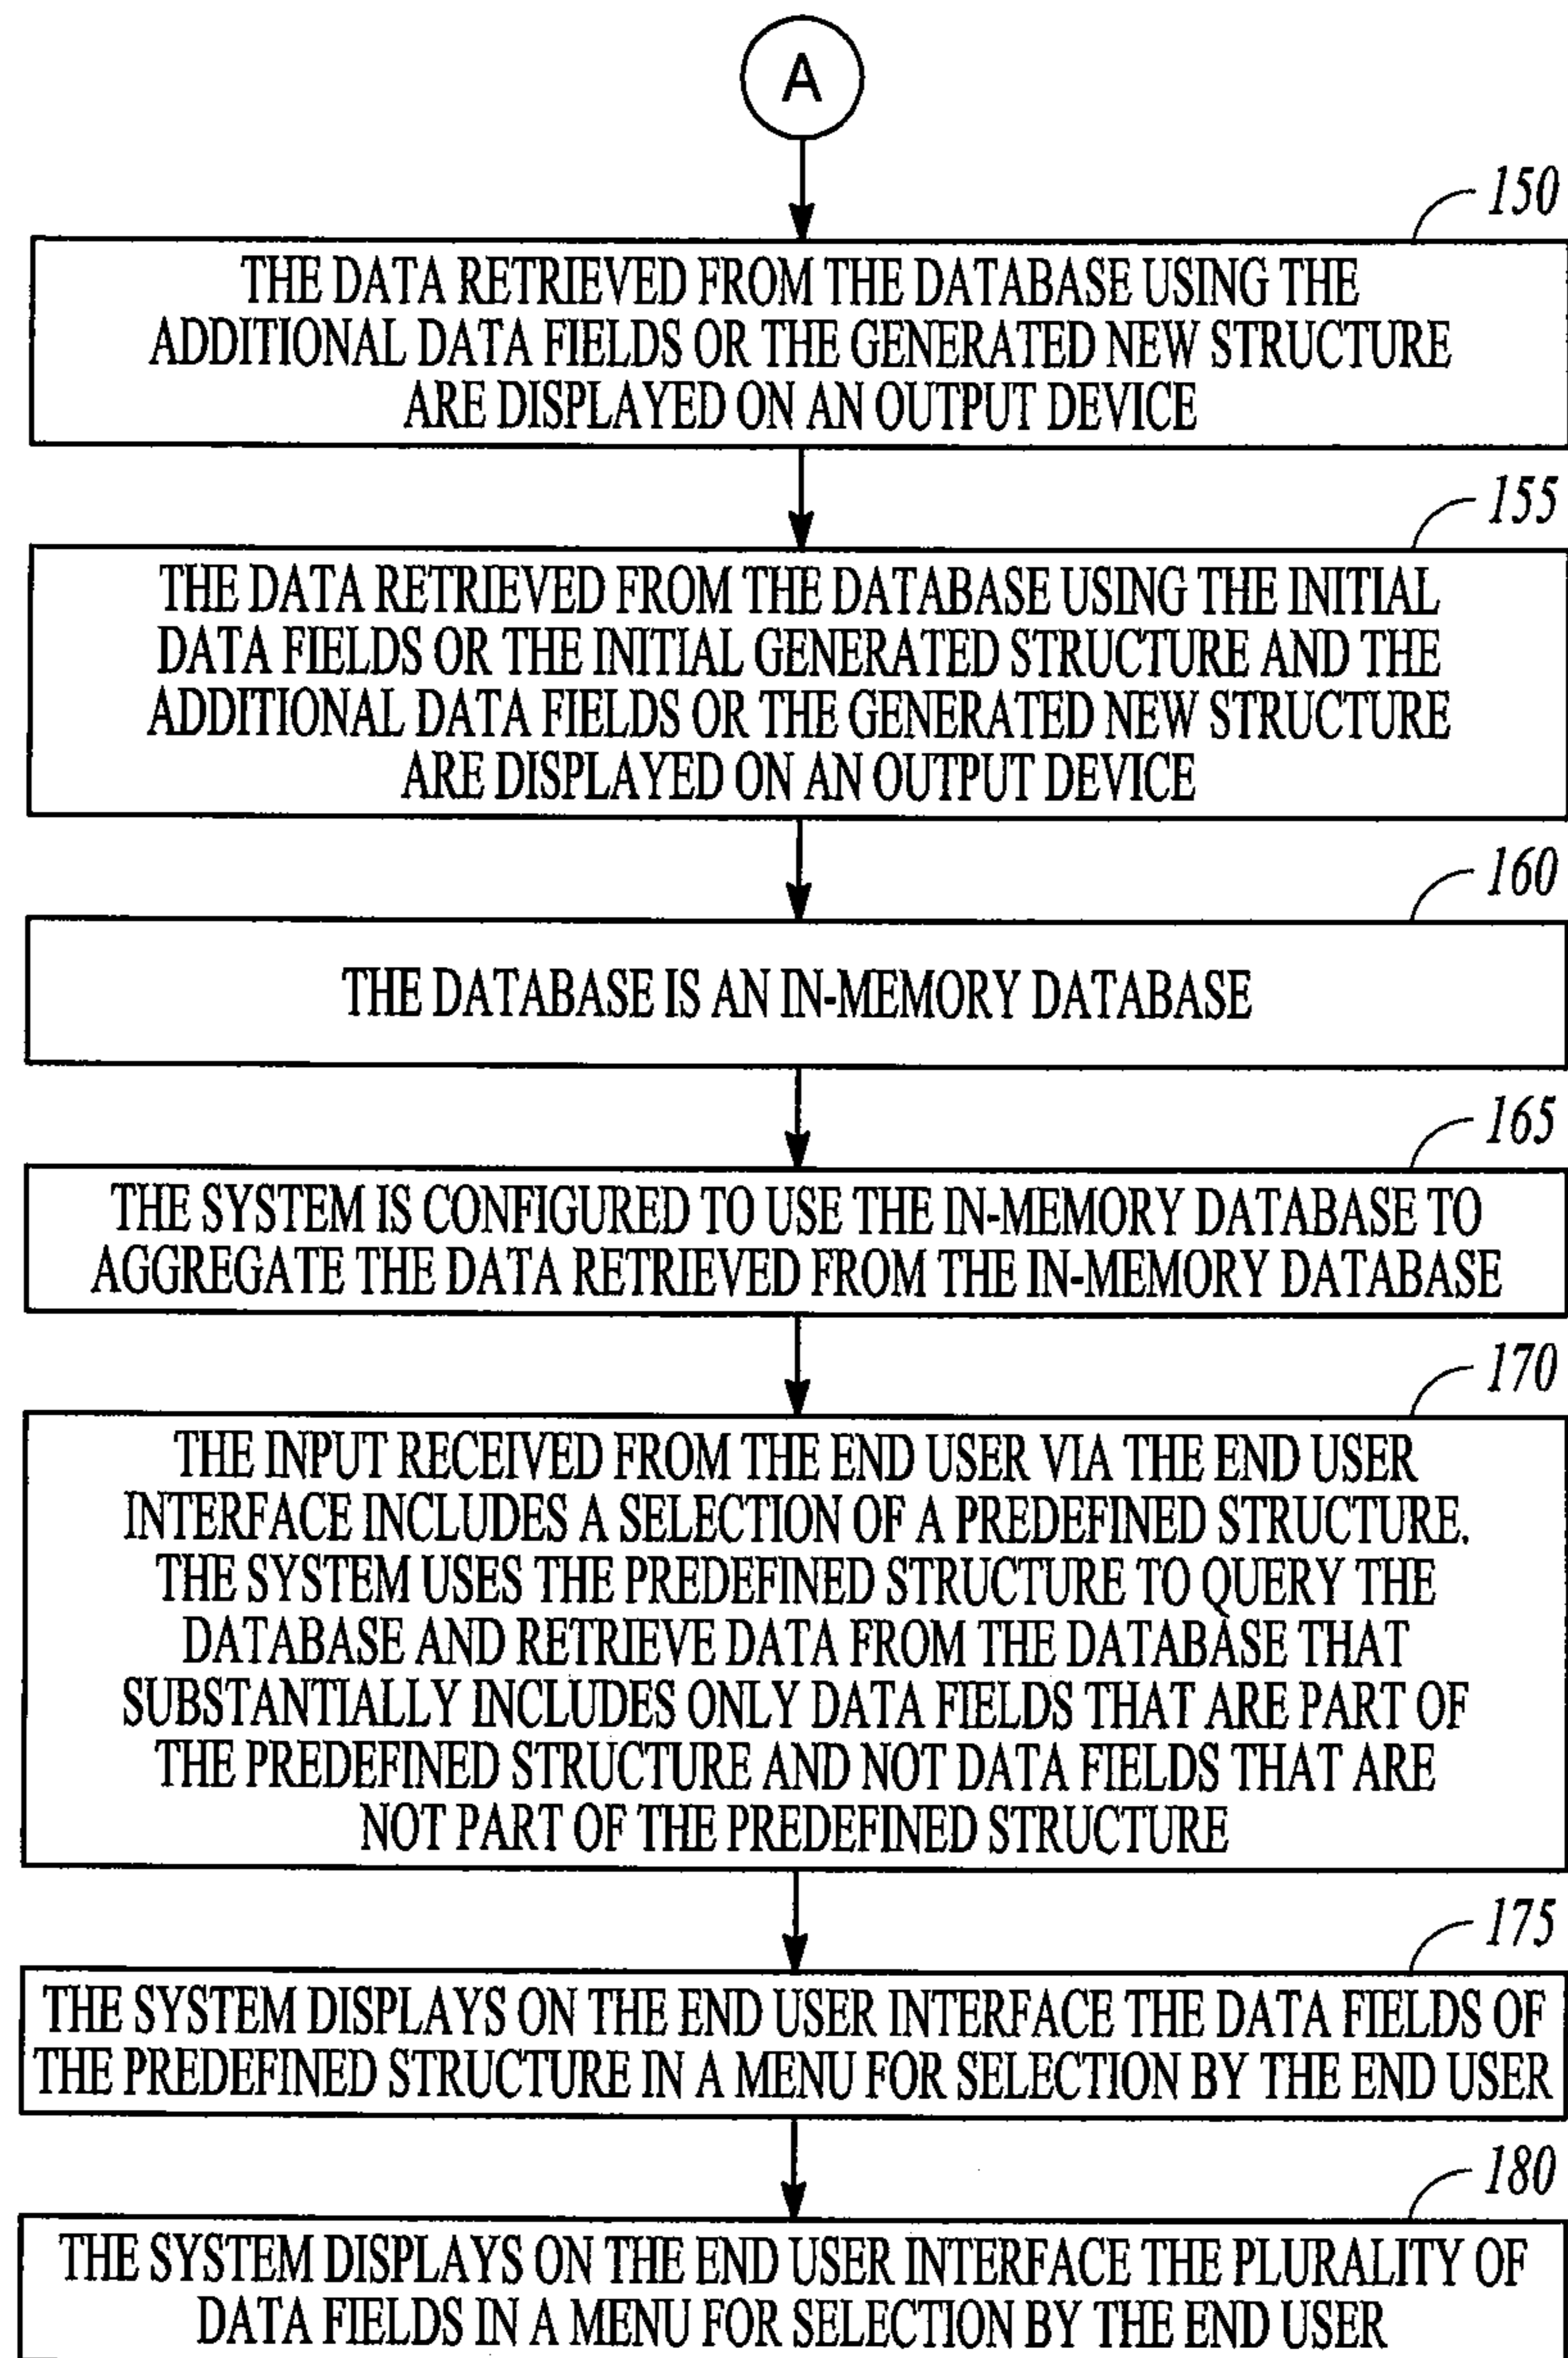 A
150
THE DATA RETRIEVED FROM THE DATABASE USING THE
ADDITIONAL DATA FIELDS OR THE GENERATED NEW STRUCTURE
ARE DISPLAYED ON AN OUTPUT DEVICE
155
THE DATA RETRIEVED FROM THE DATABASE USING THE INITIAL
DATA FIELDS OR THE INITIAL GENERATED STRUCTURE AND THE
ADDITIONAL DATA FIELDS OR THE GENERATED NEW STRUCTURE
ARE DISPLAYED ON AN OUTPUT DEVICE
160
THE DATABASE IS AN IN-MEMORY DATABASE
165
THE SYSTEM IS CONFIGURED TO USE THE IN-MEMORY DATABASE TO
AGGREGATE THE DATA RETRIEVED FROM THE IN-MEMORY DATABASE
170
THE INPUT RECEIVED FROM THE END USER VIA THE END USER
INTERFACE INCLUDES A SELECTION OF A PREDEFINED STRUCTURE.
THE SYSTEM USES THE PREDEFINED STRUCTURE TO QUERY THE
DATABASE AND RETRIEVE DATA FROM THE DATABASE THAT
SUBSTANTIALLY INCLUDES ONLY DATA FIELDS THAT ARE PART OF
THE PREDEFINED STRUCTURE AND NOT DATA FIELDS THAT ARE
NOT PART OF THE PREDEFINED STRUCTURE
175
THE SYSTEM DISPLAYS ON THE END USER INTERFACE THE DATA FIELDS OF
THE PREDEFINED STRUCTURE IN A MENU FOR SELECTION BY THE END USER
180
THE SYSTEM DISPLAYS ON THE END USER INTERFACE THE PLURALITY OF
DATA FIELDS IN A MENU FOR SELECTION BY THE END USER